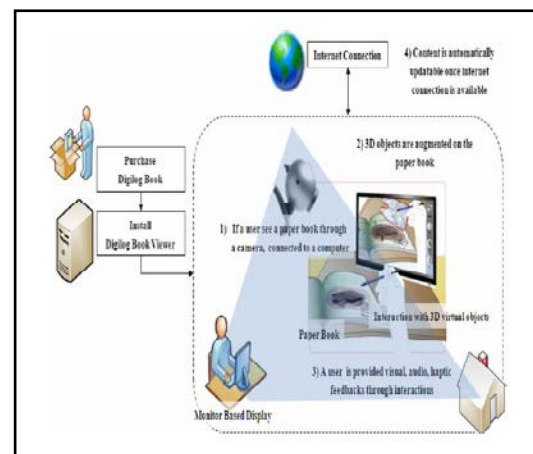 Internet Connection
4) Content is automatically
updatable once internet
connection is available
Purchase
Digilog Book
2) 3D objects are augmented on the
paper book
Install
Digilog Book Viewer
1) If a user see a paper book through
a camera, connected to a computer
Interaction with 3D virtual objects
Paper Book
3) A user is provided visual, audio, haptic
feedbacks through interactions
Monitor Based Display